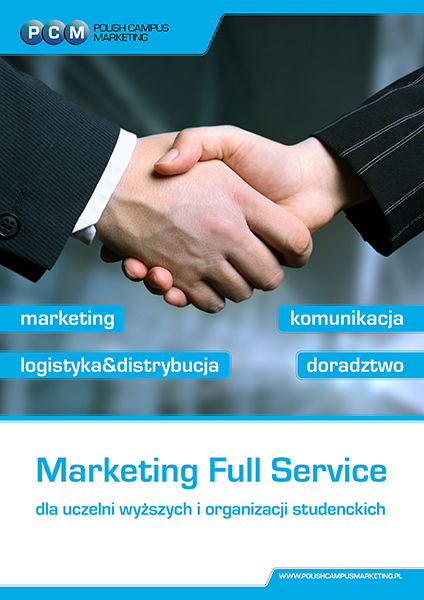 PCM POLISH CAMPUS
MARKETING
marketing
komunikacja
logistyka&distrybucja
doradztwo
Marketing Full Service
dla uczelni wyższych i organizacji studenckich
WWW.POLISHCAMPUSMARKETING.PL